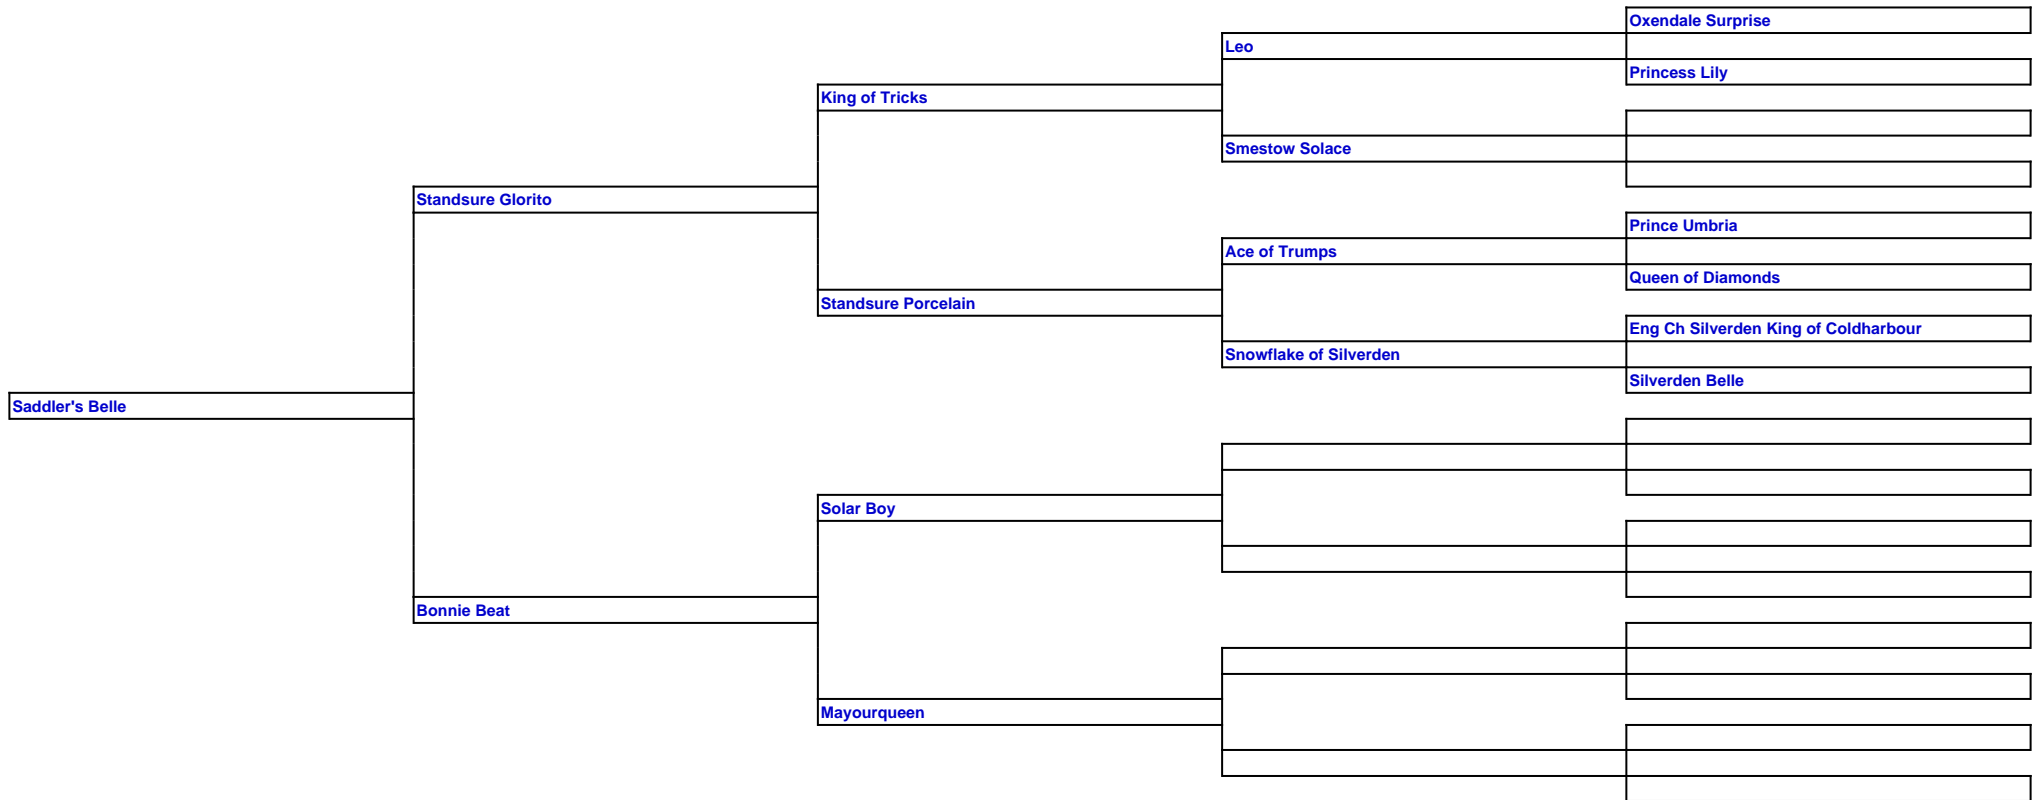 Oxendale Surprise
Leo
Princess Lily
King of Tricks
Smestow Solace
Standsure Glorito
Prince Umbria
Ace of Trumps
Queen of Diamonds
Standsure Porcelain
Eng Ch Silverden King of Coldharbour
Snowflake of Silverden
Silverden Belle
Saddler's Belle
Solar Boy
Bonnie Beat
Mayourqueen